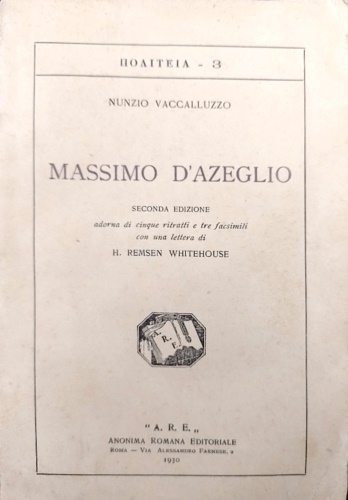 ΠΟΛΙΤΕΙΑ - 3
NUNZIO VACCALLUZZO
MASSIMO D'AZEGLIO
SECONDA EDIZIONE
adorna di cinque ritratti e tre facsimili
con una lettera di
H. REMSEN WHITEHOUSE
A. R. E.
"A. R. E.„
ANONIMA ROMANA EDITORIALE
ROMA – VIA ALESSANDRO FARNESE, 2
1930